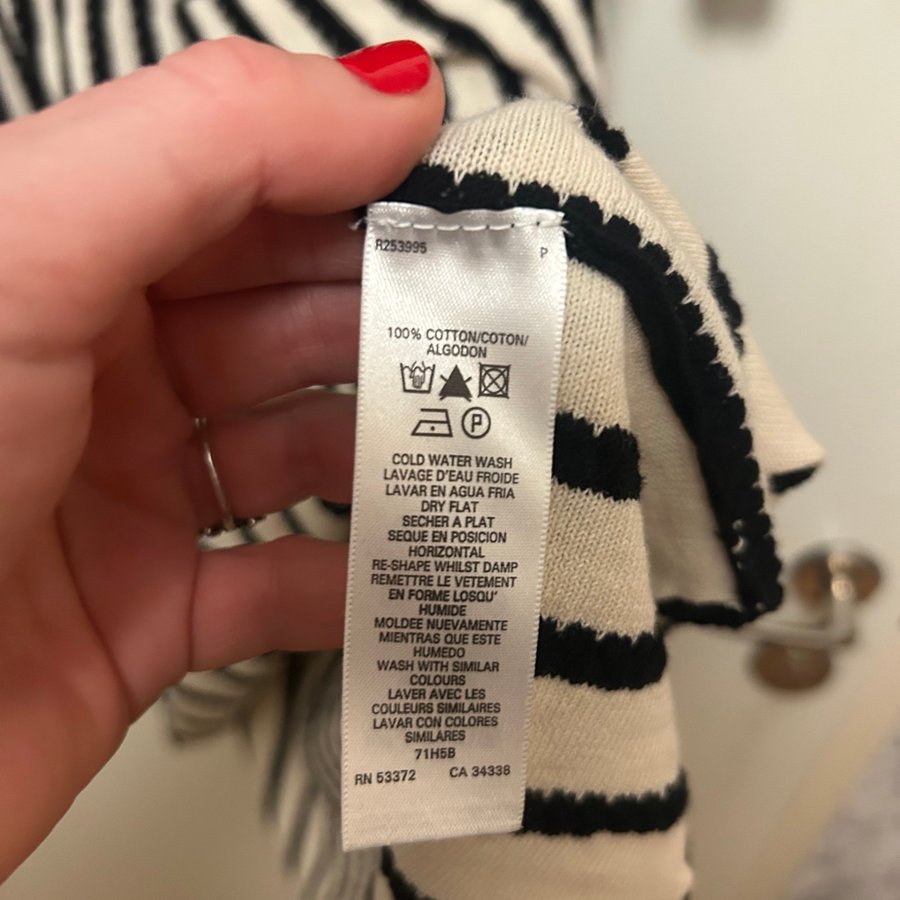 R253995 P
100% COTTON/COTON/
ALGODON
P
COLD WATER WASH
LAVAGE D'EAU FROIDE
LAVAR EN AGUA FRIA
DRY FLAT
SECHER A PLAT
SEQUE EN POSICION
HORIZONTAL
RE-SHAPE WHILST DAMP
REMETTRE LE VETEMENT
EN FORME LOSQU'
HUMIDE
MOLDEE NUEVAMENTE
MIENTRAS QUE ESTE
HUMEDO
WASH WITH SIMILAR
COLOURS
LAVER AVEC LES
COULEURS SIMILAIRES
LAVAR CON COLORES
SIMILARES
71H5B
RN 53372 CA 34338